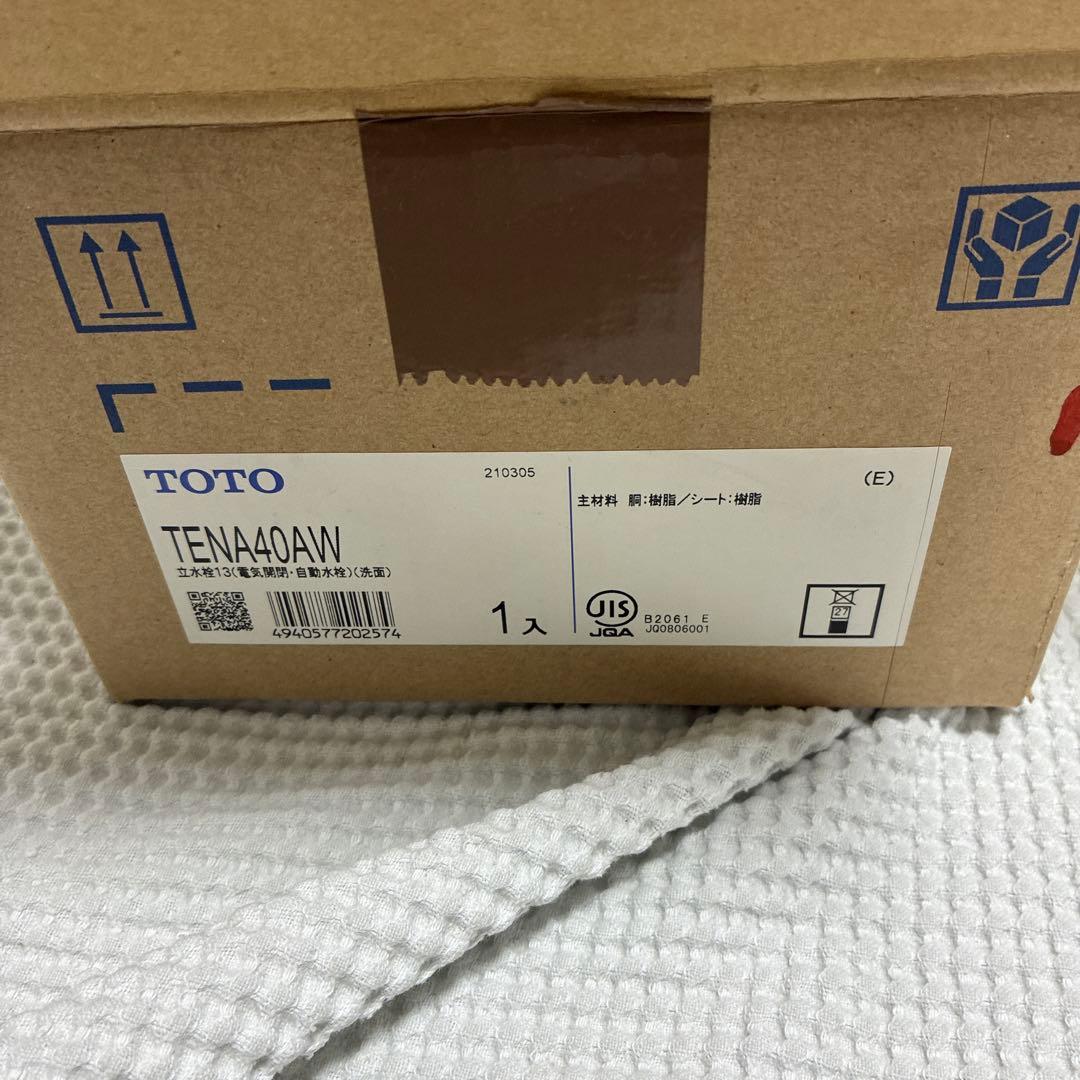 TOTO
210305
TENA40AW
立水栓13(電気開閉・自動水栓)(洗面)
4940577202574
1入
(E)
主材料 胴:樹脂/シート:樹脂
JIS
JQA
B2061 E
JQ0806001
27